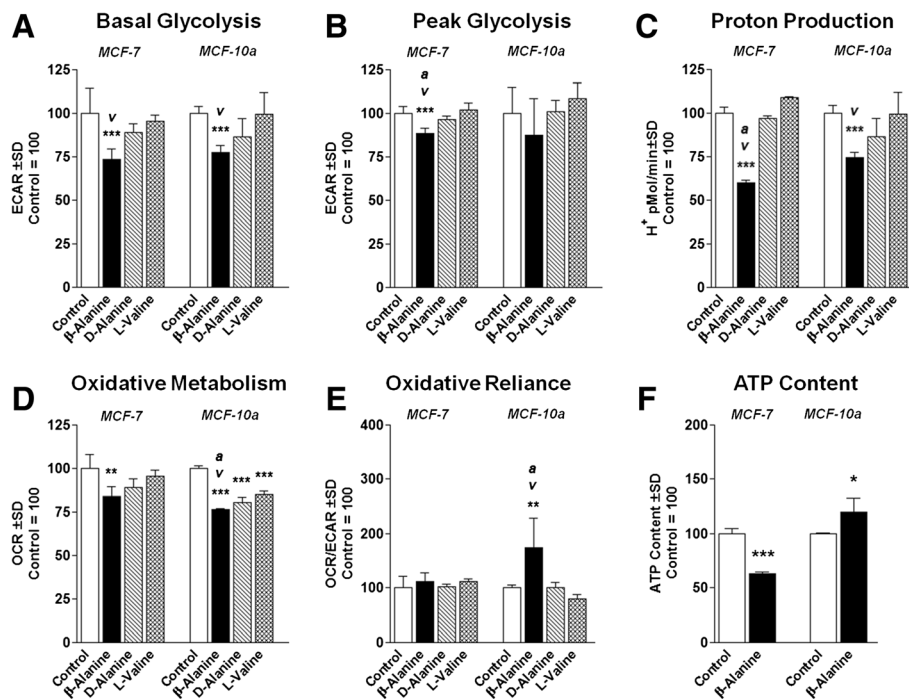 A
Basal Glycolysis
MCF-7
MCF-10a
ECAR ±SD
Control = 100
125
100
75
50
25
0
v
***
v
***
Control
β-Alanine
D-Alanine
L-Valine
Control
β-Alanine
D-Alanine
L-Valine
B
Peak Glycolysis
MCF-7
MCF-10a
ECAR ±SD
Control = 100
125
100
75
50
25
0
a
v
***
Control
β-Alanine
D-Alanine
L-Valine
Control
β-Alanine
D-Alanine
L-Valine
C
Proton Production
MCF-7
MCF-10a
H+ pMol/min±SD
Control = 100
125
100
75
50
25
0
a
v
***
v
***
Control
β-Alanine
D-Alanine
L-Valine
Control
β-Alanine
D-Alanine
L-Valine
D
Oxidative Metabolism
MCF-7
MCF-10a
OCR ±SD
Control = 100
125
100
75
50
25
0
**
a
v
***
***
***
Control
β-Alanine
D-Alanine
L-Valine
Control
β-Alanine
D-Alanine
L-Valine
E
Oxidative Reliance
MCF-7
MCF-10a
OCR/ECAR ±SD
Control = 100
400
300
200
100
0
a
v
**
Control
β-Alanine
D-Alanine
L-Valine
Control
β-Alanine
D-Alanine
L-Valine
F
ATP Content
MCF-7
MCF-10a
ATP Content ±SD
Control = 100
200
150
100
50
0
***
*
Control
β-Alanine
Control
β-Alanine